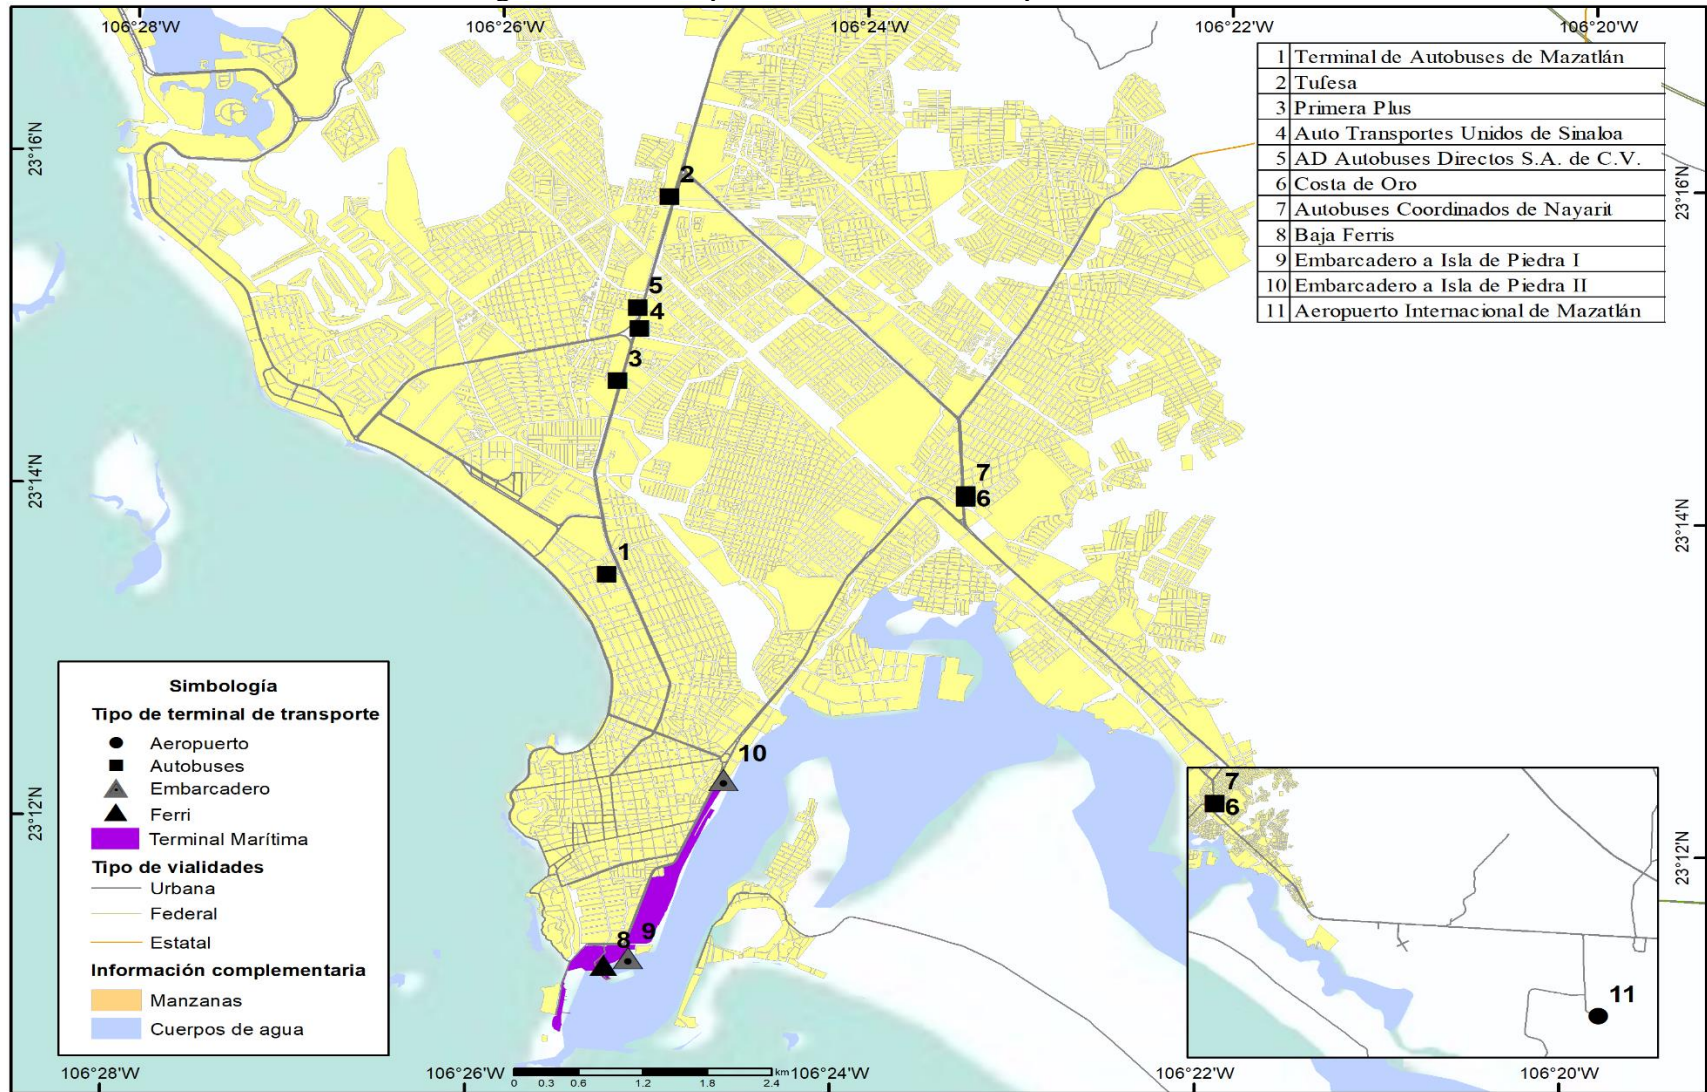 106°28'W
106°26'W
106°24'W
106°22'W
106°20'W
1 Terminal de Autobuses de Mazatlán
2 Tufesa
3 Primera Plus
4 Auto Transportes Unidos de Sinaloa
5 AD Autobuses Directos S.A. de C.V.
6 Costa de Oro
7 Autobuses Coordinados de Nayarit
8 Baja Ferris
9 Embarcadero a Isla de Piedra I
10 Embarcadero a Isla de Piedra II
11 Aeropuerto Internacional de Mazatlán
23°16'N
23°16'N
2
5
4
3
7
6
23°14'N
23°14'N
1
10
9
8
23°12'N
23°12'N
Simbología
Tipo de terminal de transporte
Aeropuerto
Autobuses
Embarcadero
Ferri
Terminal Marítima
Tipo de vialidades
Urbana
Federal
Estatal
Información complementaria
Manzanas
Cuerpos de agua
7
6
11
106°28'W
106°26'W
0 0.3 0.6 1.2 1.8 2.4 km
106°24'W
106°22'W
106°20'W